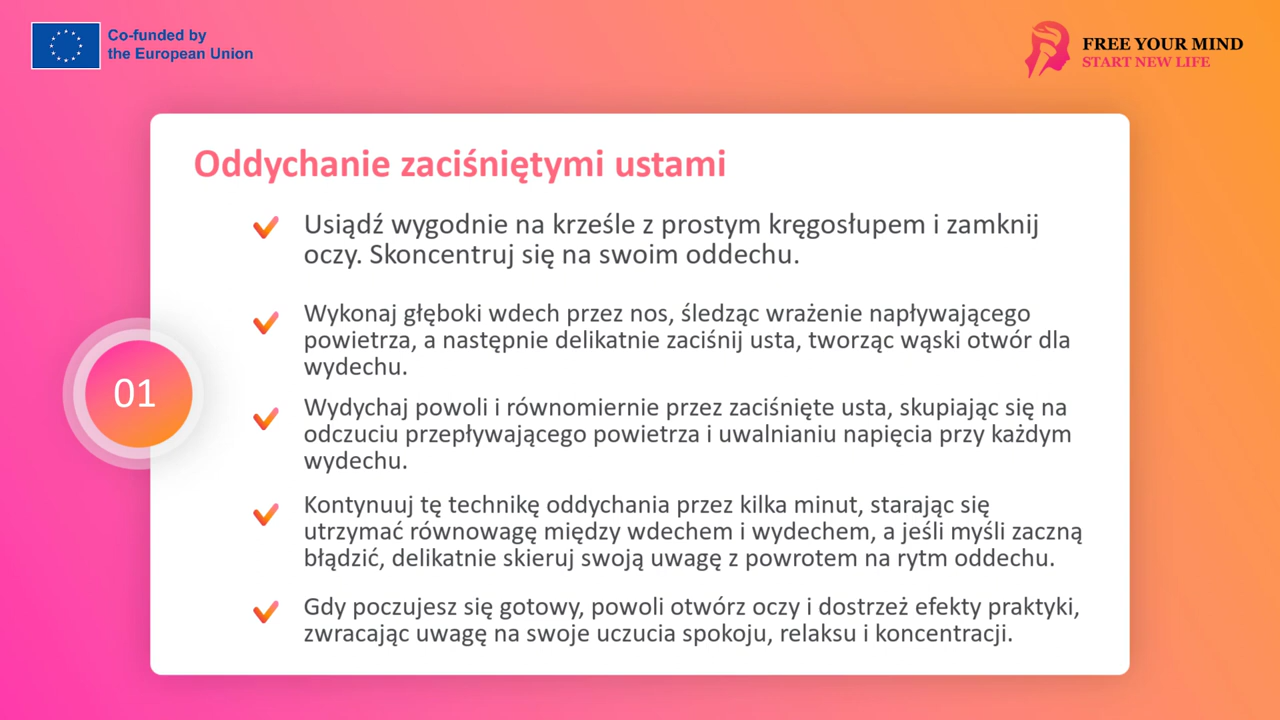 Co-funded by
the European Union
FREE YOUR MIND
START NEW LIFE
Oddychanie zaciśniętymi ustami
Usiądź wygodnie na krześle z prostym kręgosłupem i zamknij
oczy. Skoncentruj się na swoim oddechu.
Wykonaj głęboki wdech przez nos, śledząc wrażenie napływającego
powietrza, a następnie delikatnie zaciśnij usta, tworząc wąski otwór dla
wydechu.
01
Wydychaj powoli i równomiernie przez zaciśnięte usta, skupiając się na
odczuciu przepływającego powietrza i uwalnianiu napięcia przy każdym
wydechu.
Kontynuuj tę technikę oddychania przez kilka minut, starając się
utrzymać równowagę między wdechem i wydechem, a jeśli myśli zaczną
błądzić, delikatnie skieruj swoją uwagę z powrotem na rytm oddechu.
Gdy poczujesz się gotowy, powoli otwórz oczy i dostrzeż efekty praktyki,
zwracając uwagę na swoje uczucia spokoju, relaksu i koncentracji.